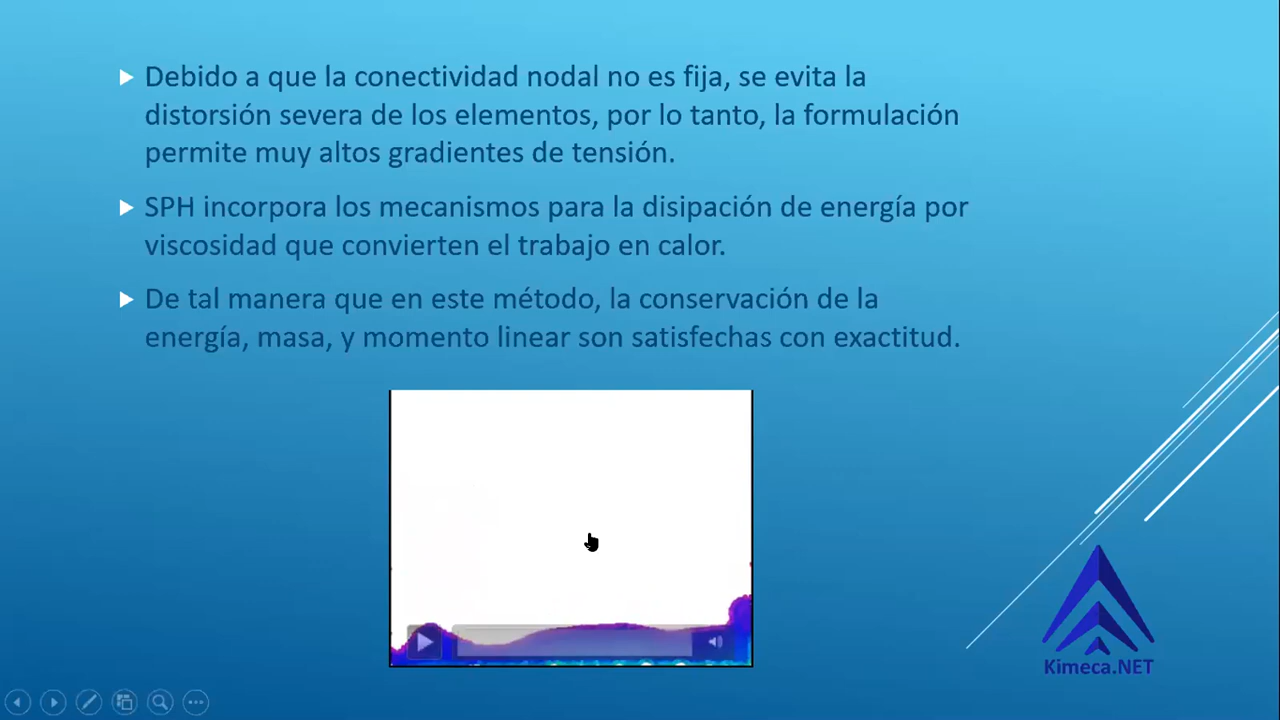 Debido a que la conectividad nodal no es fija, se evita la
distorsión severa de los elementos, por lo tanto, la formulación
permite muy altos gradientes de tensión.
SPH incorpora los mecanismos para la disipación de energía por
viscosidad que convierten el trabajo en calor.
De tal manera que en este método, la conservación de la
energía, masa, y momento linear son satisfechas con exactitud.
Kimeca.NET